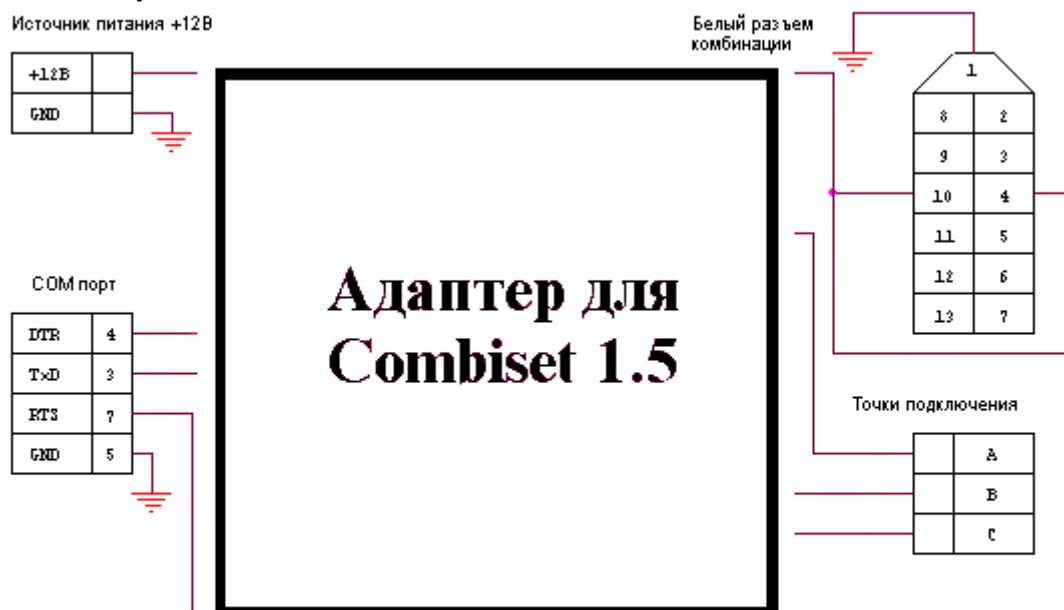 Источник питания +12В
+12В
GND
COM порт
DTR 4
TxD 3
RTS 7
GND 5
Адаптер для
Combiset 1.5
Белый разъем
комбинации
1
8 2
9 3
10 4
11 5
12 6
13 7
Точки подключения
A
B
C